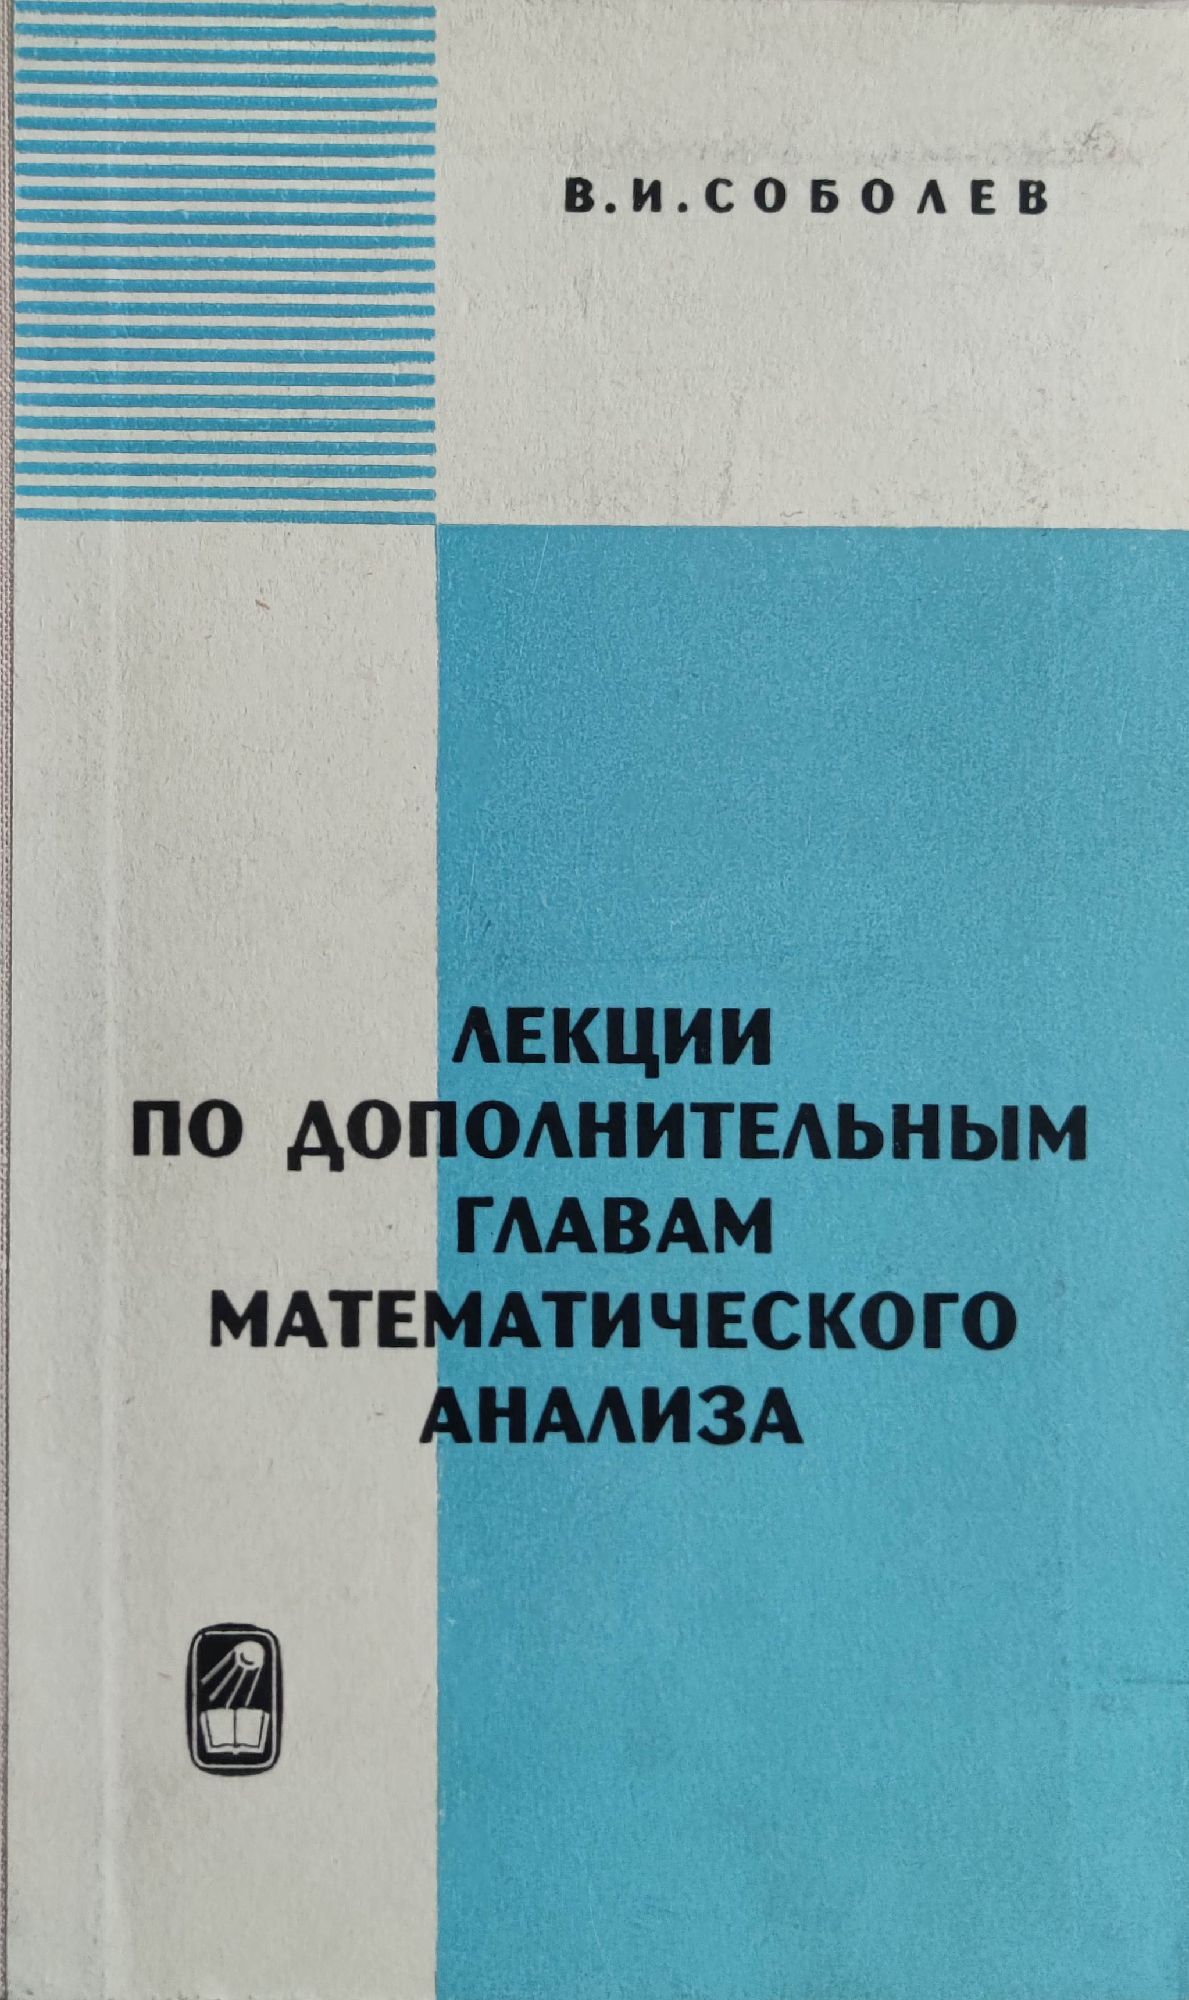 В. И. СОБОЛЕВ
ЛЕКЦИИ
ПО ДОПОЛНИТЕЛЬНЫМ
ГЛАВАМ
МАТЕМАТИЧЕСКОГО
АНАЛИЗА